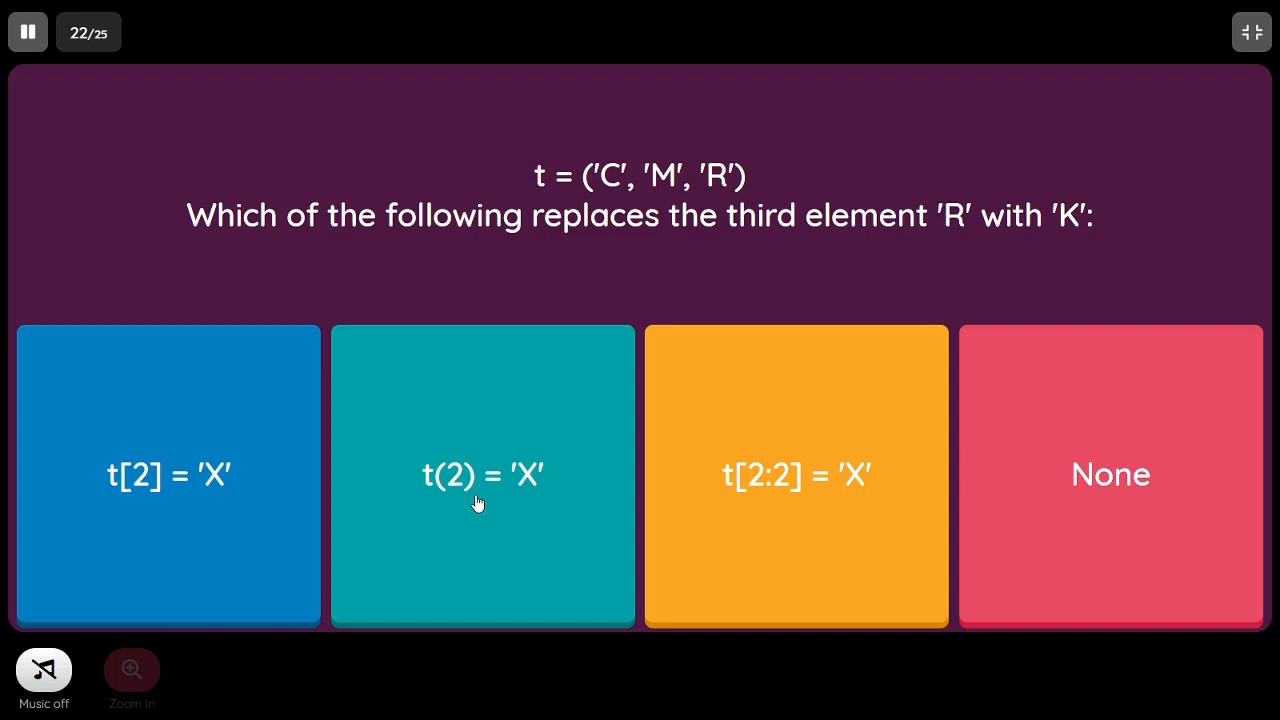 22/25
t = ('C', 'M', 'R')
Which of the following replaces the third element 'R' with 'K':
t[2] = 'X'
t(2) = 'X'
t[2:2] = 'X'
None
Music off
Zoom In